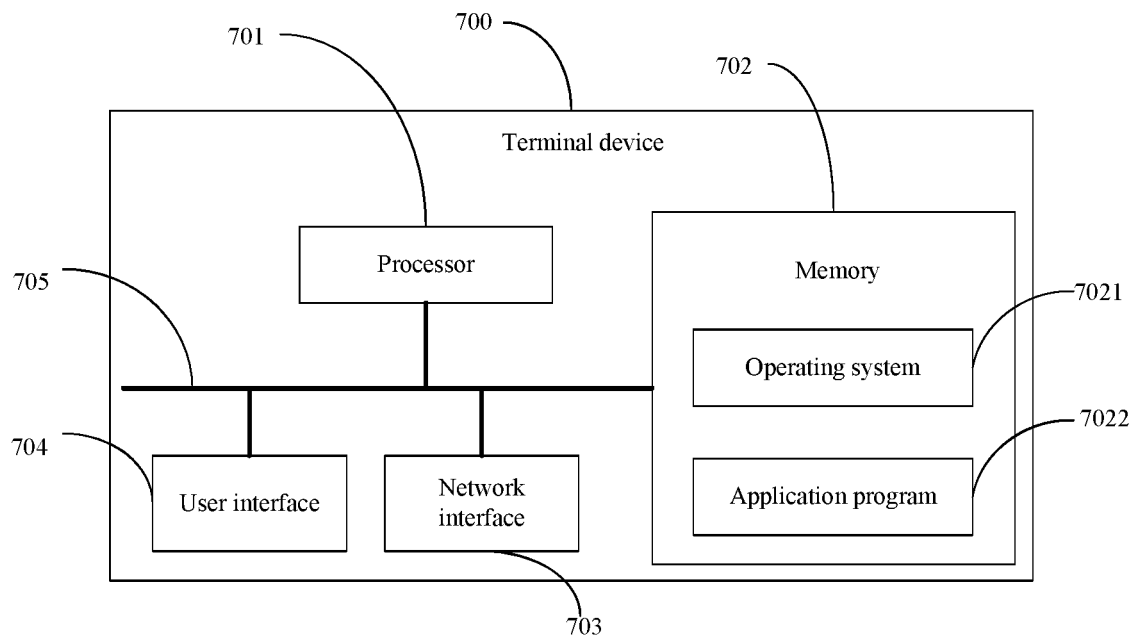 700
701
702
Terminal device
Processor
Memory
705
7021
Operating system
7022
704
User interface
Network
interface
Application program
703